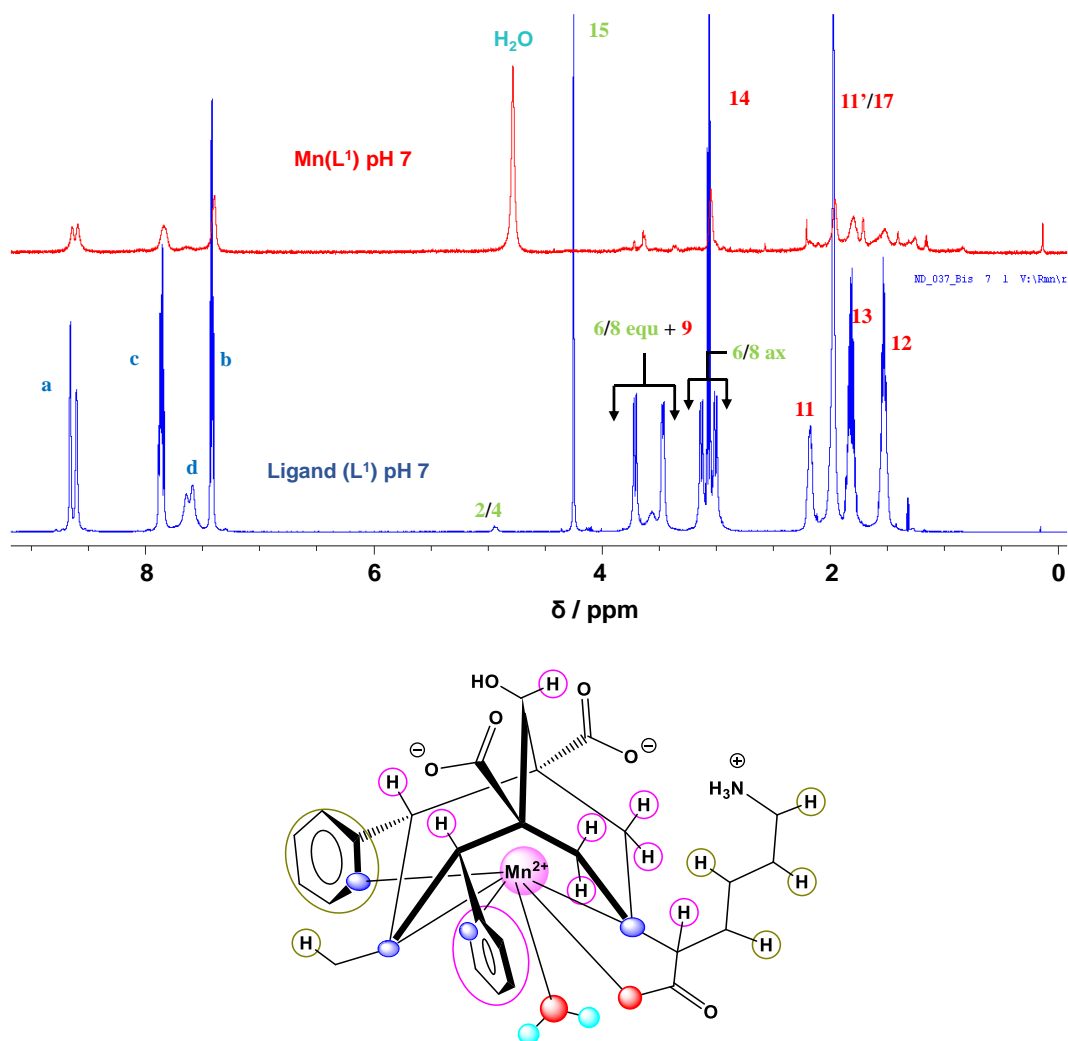 15
H₂O
14
11’/17
Mn(L¹) pH 7
ND_037_Bis 7 1 V:\Rmn\r
6/8 equ + 9
13
12
6/8 ax
c
b
a
11
d
Ligand (L¹) pH 7
2/4
8 6 4 2 0
δ / ppm
HO H O
O
⊖ ⊖
O O
H ⊕
H₃N H
H H
H
H H
Mn²⁺ H
H H
H
H
O